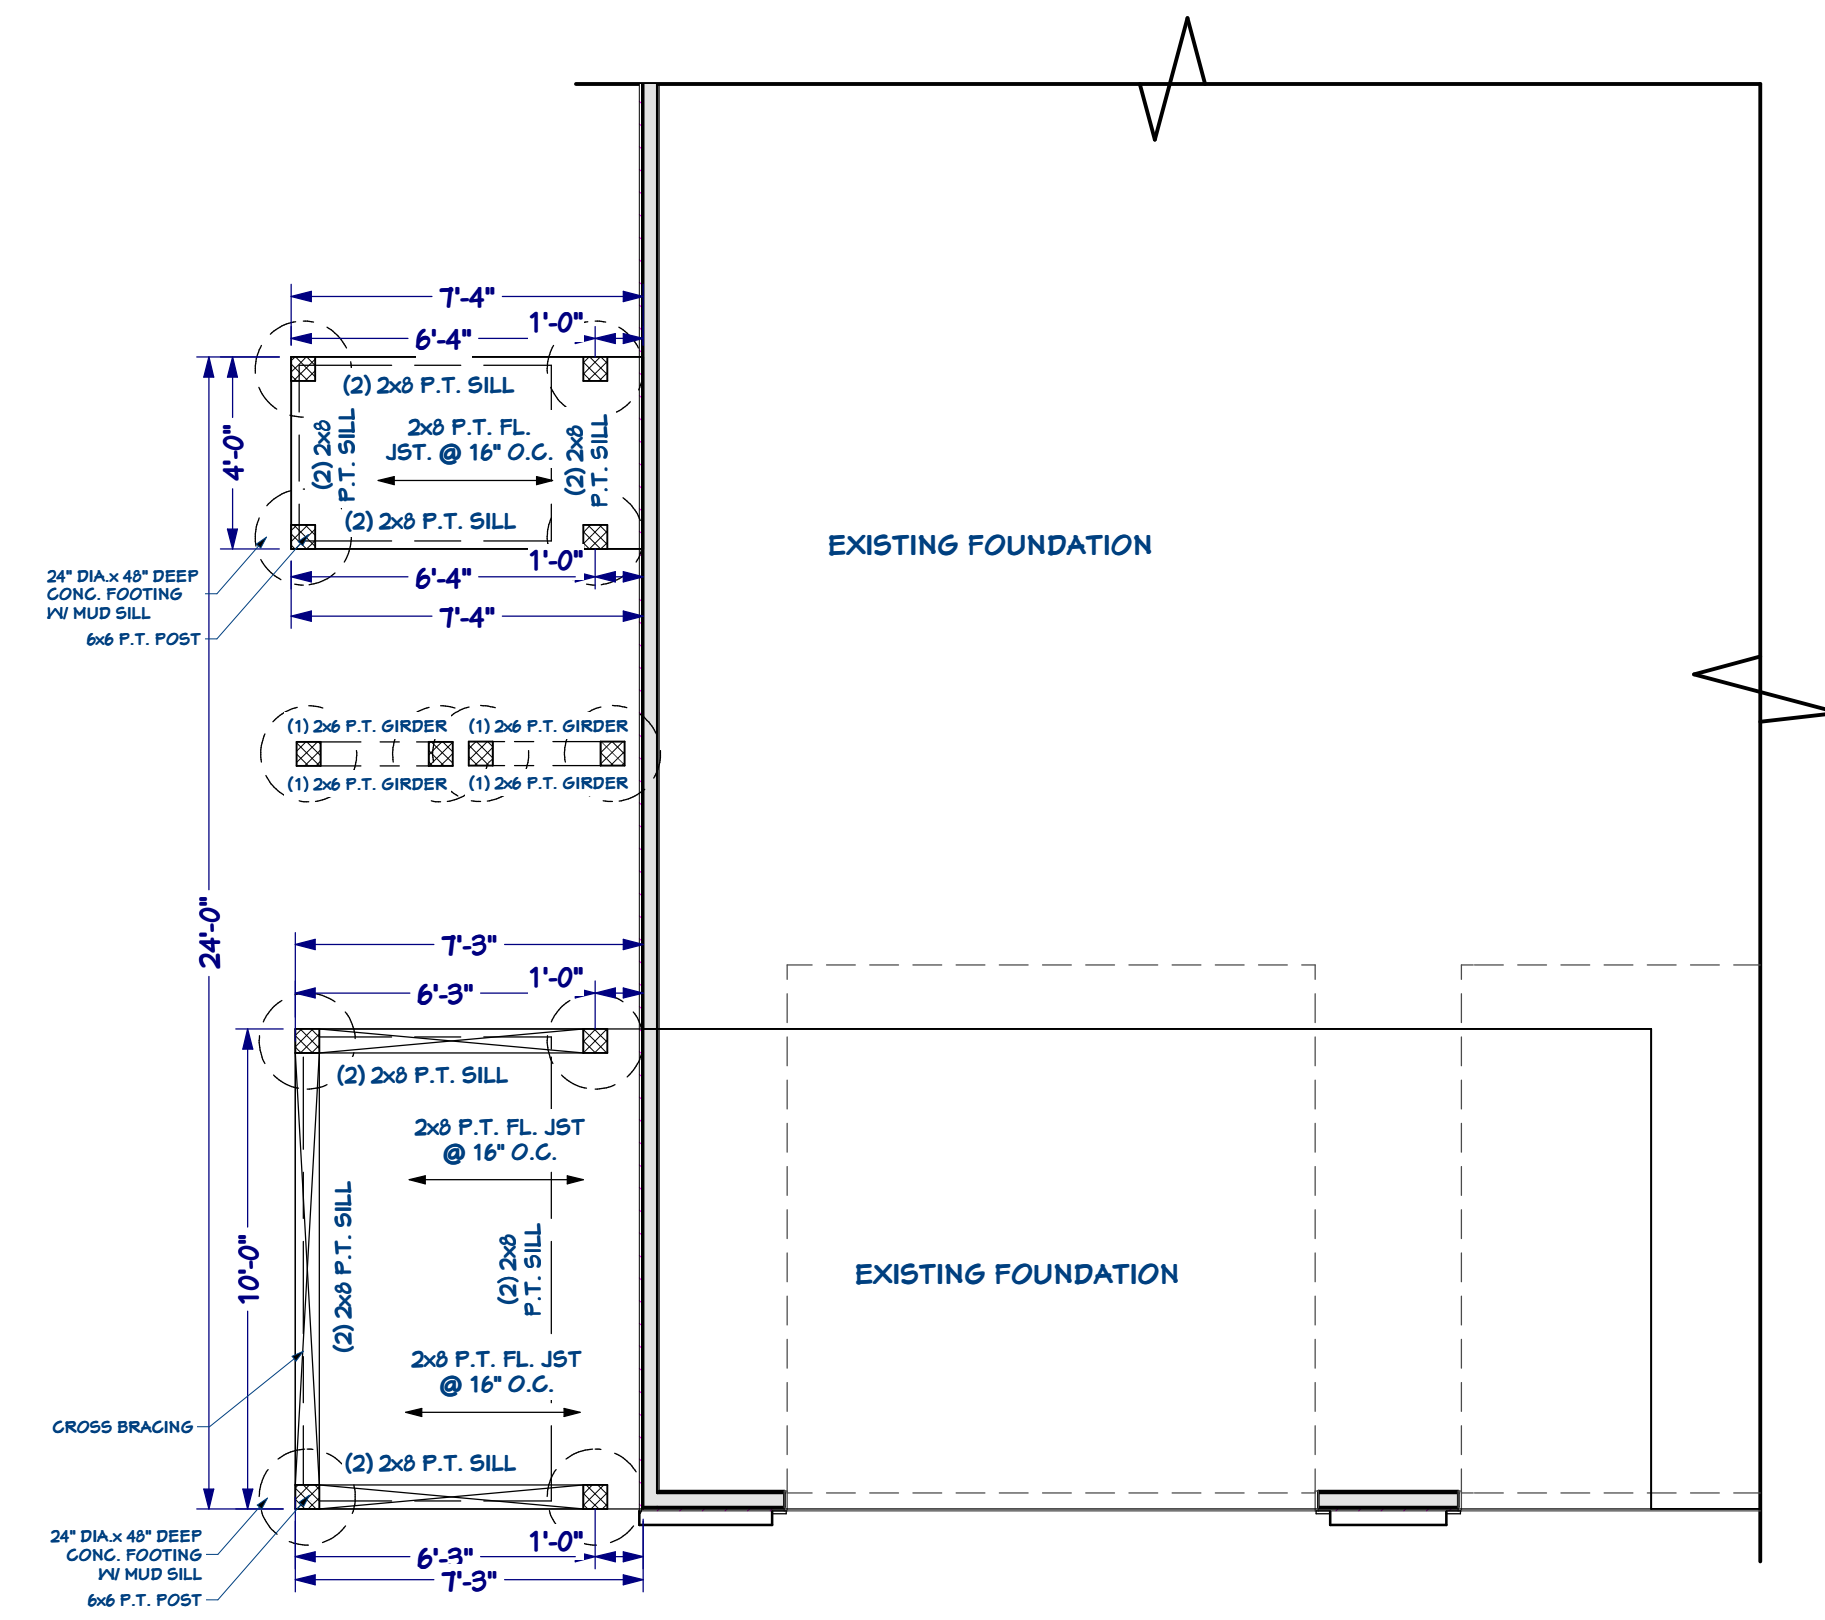 7'-4"
1'-0"
6'-4"
(2) 2x8 P.T. SILL
(2) 2x8
P.T. SILL
2x8 P.T. FL.
JST. @ 16" O.C.
(2) 2x8
P.T. SILL
4'-0"
(2) 2x8 P.T. SILL
EXISTING FOUNDATION
1'-0"
6'-4"
7'-4"
24" DIA.x 48" DEEP
CONC. FOOTING
W/ MUD SILL
6x6 P.T. POST
(1) 2x6 P.T. GIRDER
(1) 2x6 P.T. GIRDER
(1) 2x6 P.T. GIRDER
(1) 2x6 P.T. GIRDER
24'-0"
7'-3"
1'-0"
6'-3"
(2) 2x8 P.T. SILL
2x8 P.T. FL. JST
@ 16" O.C.
10'-0"
(2) 2x8 P.T. SILL
(2) 2x8
P.T. SILL
EXISTING FOUNDATION
2x8 P.T. FL. JST
@ 16" O.C.
CROSS BRACING
(2) 2x8 P.T. SILL
24" DIA.x 48" DEEP
CONC. FOOTING
W/ MUD SILL
6x6 P.T. POST
1'-0"
6'-3"
7'-3"